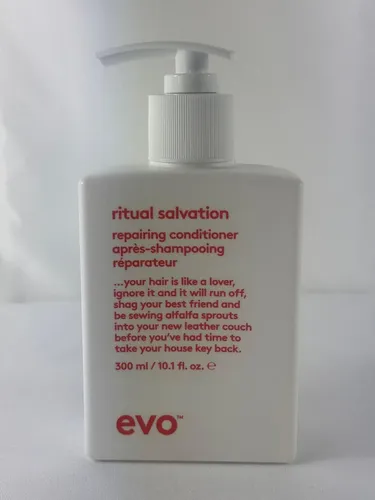 ritual salvation
repairing conditioner
après-shampooing
réparateur
...your hair is like a lover,
ignore it and it will run off,
shag your best friend and
be sewing alfalfa sprouts
into your new leather couch
before you've had time to
take your house key back.
300 ml / 10.1 fl. oz. ℮
evo™